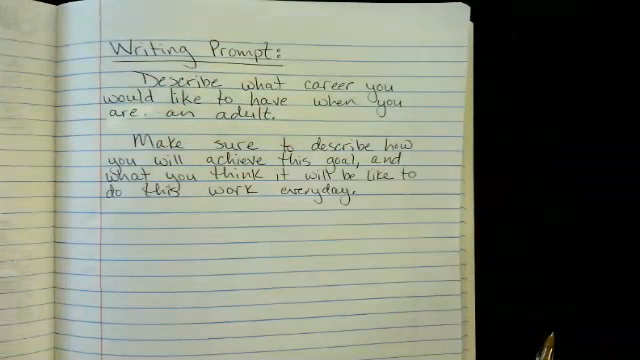 Writing Prompt:
Describe what career you
would like to have when you
are an adult.
Make sure to describe how
you will achieve this goal, and
what you think it will be like to
do this work everyday.